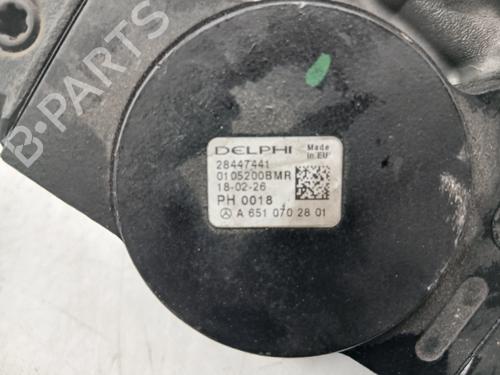 B-PARTS
DELPHI Made in EU
28447441
0105200BMR
18-02-26
PH 0018
A 651 070 28 01